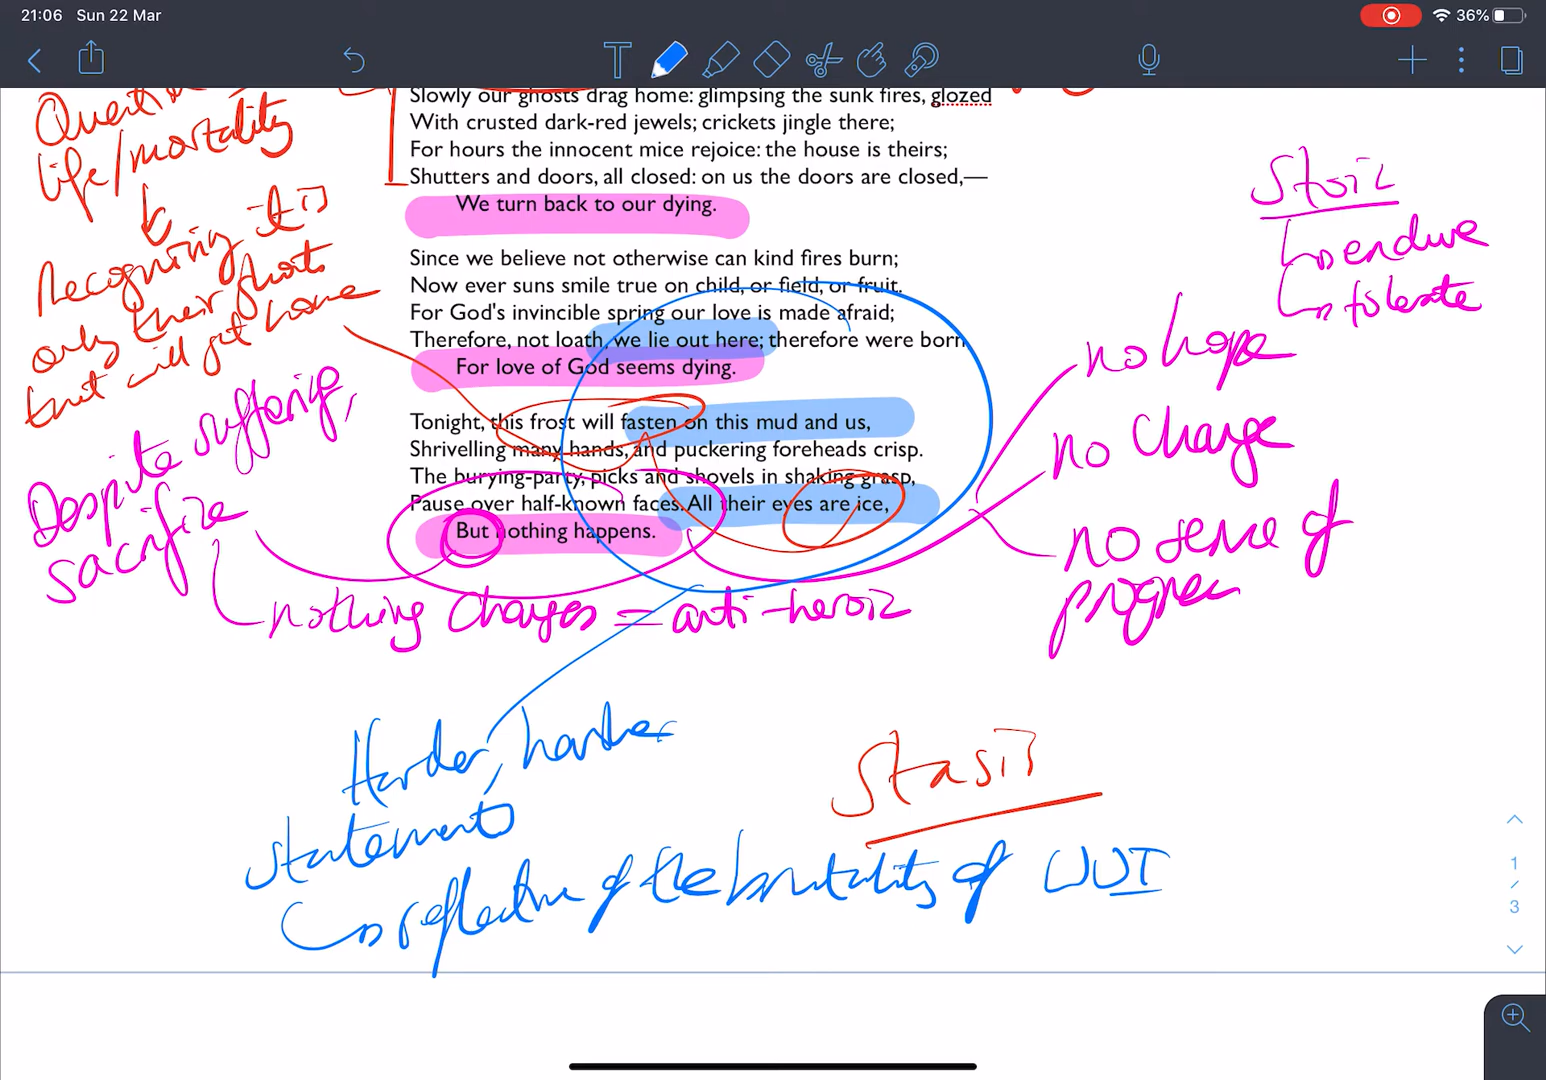 21:06 Sun 22 Mar
36%
T
life/mortality
Recognising it is
only their ghosts
that will get home
Slowly our ghosts drag home: glimpsing the sunk fires, glozed
With crusted dark-red jewels; crickets jingle there;
For hours the innocent mice rejoice: the house is theirs;
Shutters and doors, all closed: on us the doors are closed,—
We turn back to our dying.
Since we believe not otherwise can kind fires burn;
Now ever suns smile true on child, or field, or fruit.
For God's invincible spring our love is made afraid;
Therefore, not loath, we lie out here; therefore were born,
For love of God seems dying.
Tonight, this frost will fasten on this mud and us,
Shrivelling many hands, and puckering foreheads crisp.
The burying-party, picks and shovels in shaking grasp,
Pause over half-known faces. All their eyes are ice,
But nothing happens.
Stoic
endure
tolerate
no hope
no change
no sense of
progress
Despite suffering,
sacrifice
nothing changes = anti-heroic
Harder, harsher
statements
reflective of the brutality of WWI
Stasis
1
/
3